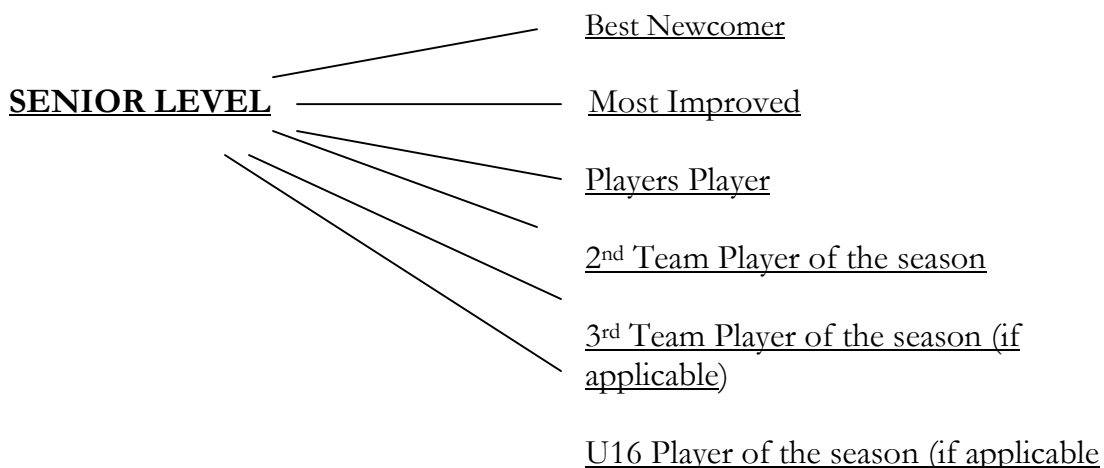 Best Newcomer
SENIOR LEVEL
Most Improved
Players Player
2nd Team Player of the season
3rd Team Player of the season (if
applicable)
U16 Player of the season (if applicable